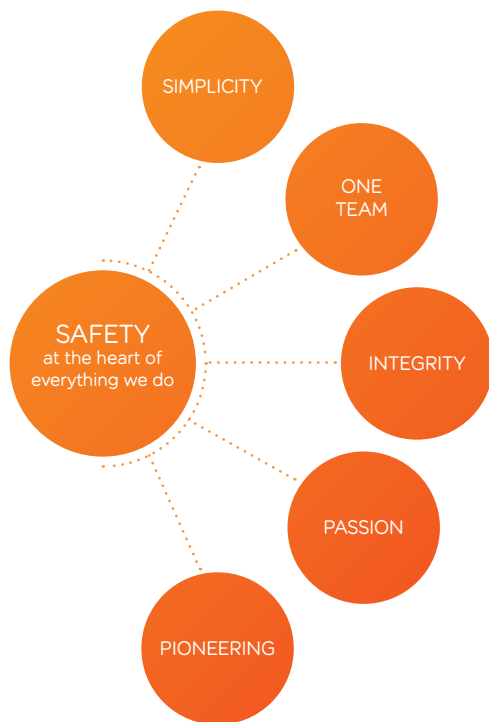 SIMPLICITY
ONE
TEAM
SAFETY
at the heart of
everything we do
INTEGRITY
PASSION
PIONEERING